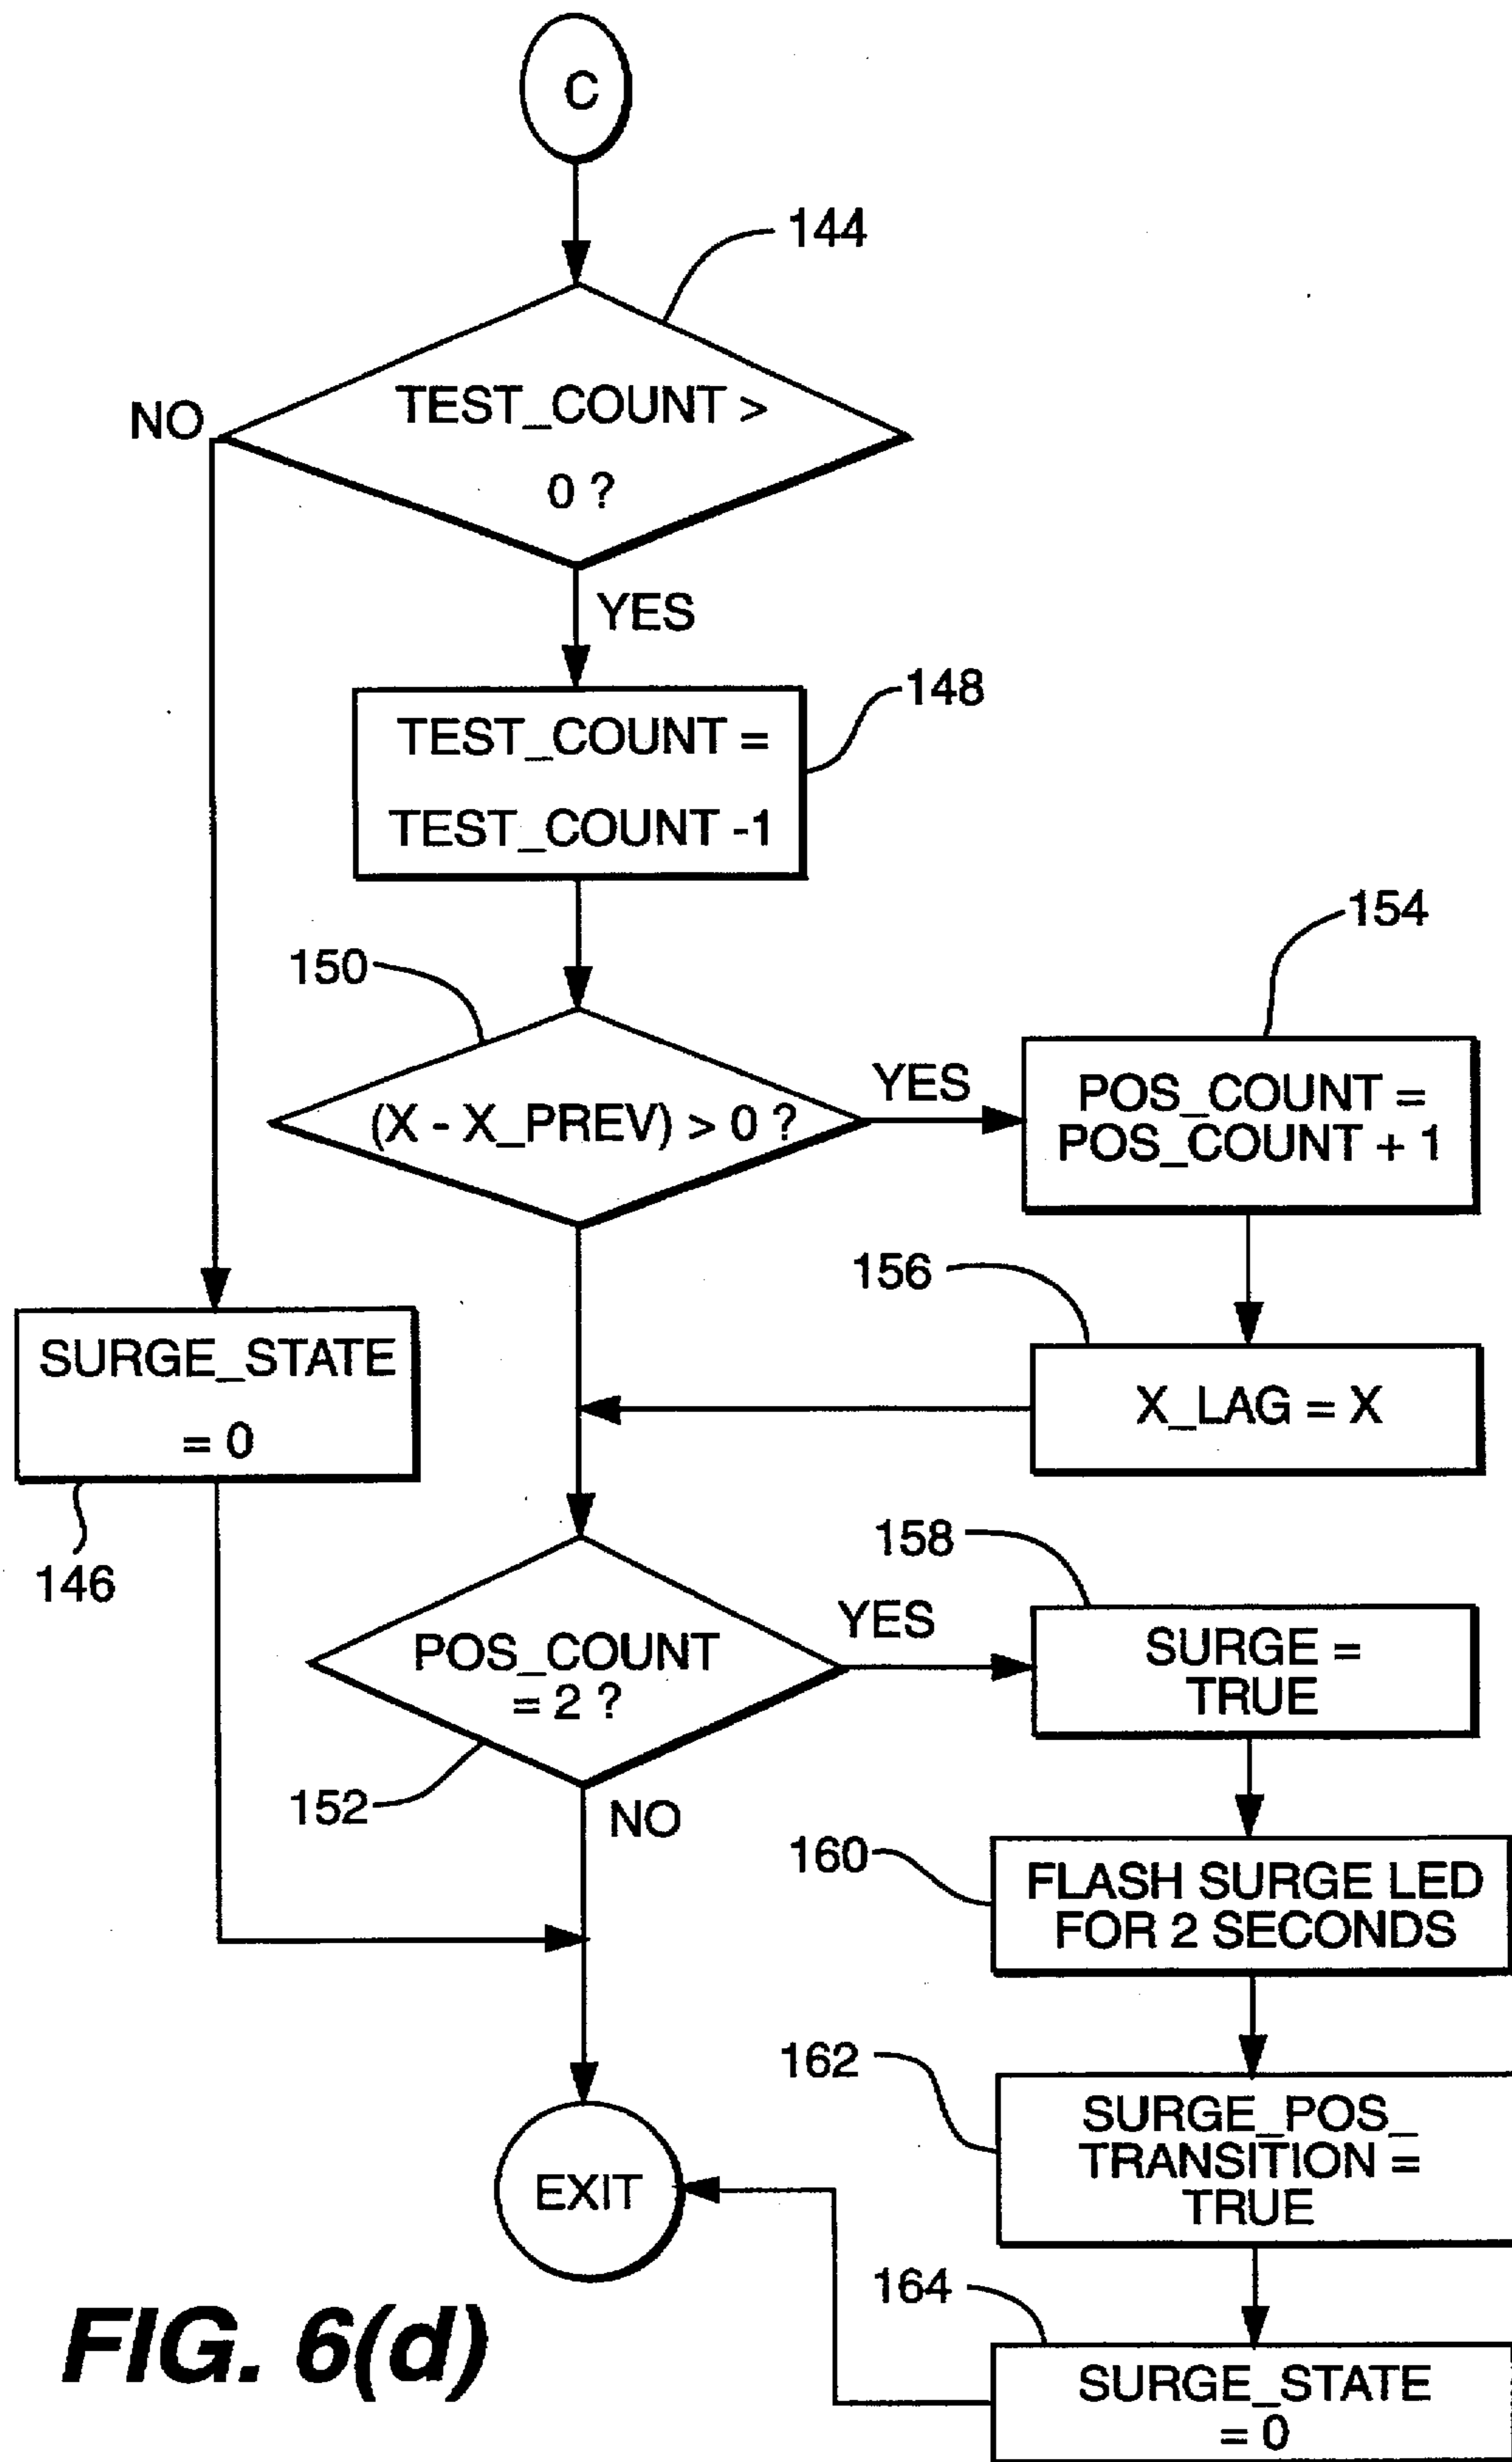 C
144
TEST_COUNT >
0 ?
NO
YES
148
TEST_COUNT =
TEST_COUNT -1
150
(X - X_PREV) > 0 ?
YES
154
POS_COUNT =
POS_COUNT + 1
156
X_LAG = X
SURGE_STATE
= 0
146
POS_COUNT
= 2 ?
152
YES
NO
158
SURGE =
TRUE
160
FLASH SURGE LED
FOR 2 SECONDS
162
SURGE_POS_
TRANSITION =
TRUE
EXIT
164
SURGE_STATE
= 0
FIG. 6(d)